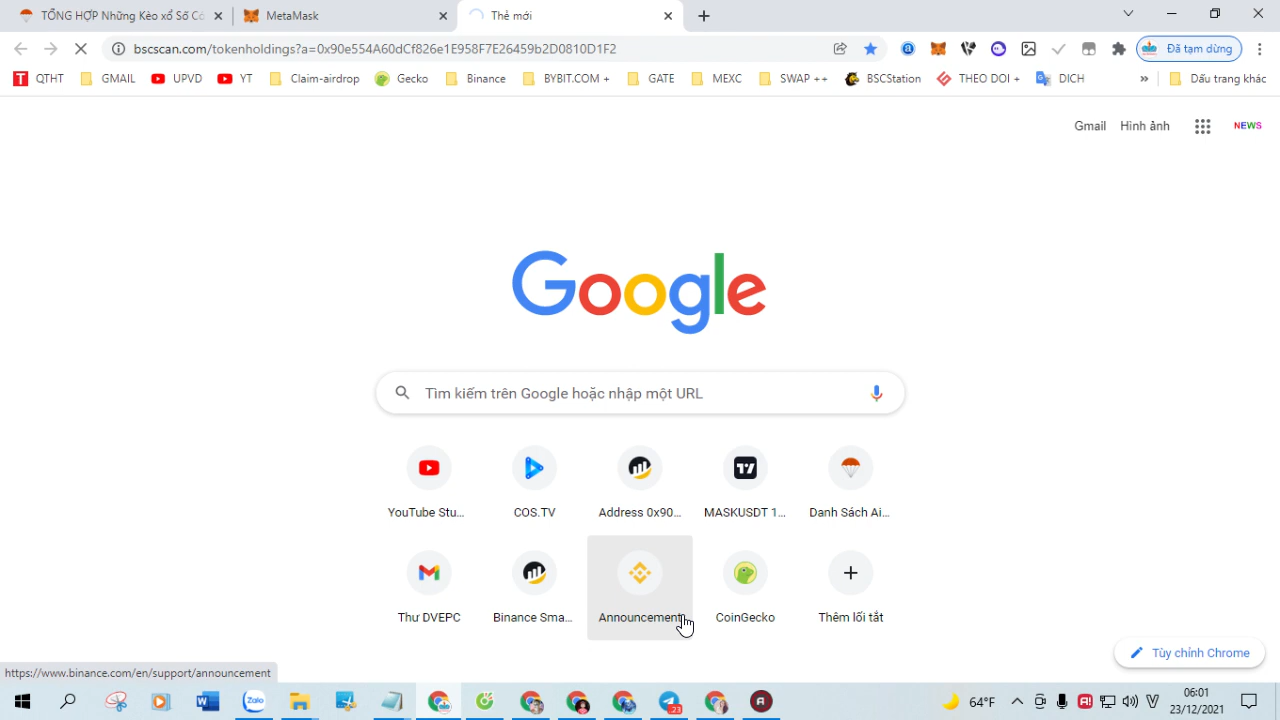 TỔNG HỢP Những Kèo xổ Số Có
MetaMask
Thẻ mới
bscscan.com/tokenholdings?a=0x90e554A60dCf826e1E958F7E26459b2D0810D1F2
Đã tạm dừng
QTHT
GMAIL
UPVD
YT
Claim-airdrop
Gecko
Binance
BYBIT.COM +
GATE
MEXC
SWAP ++
BSCStation
THEO DOI +
DICH
»
Dấu trang khác
Gmail
Hình ảnh
NEWS
Google
Tìm kiếm trên Google hoặc nhập một URL
YouTube Stu...
COS.TV
Address 0x90...
MASKUSDT 1...
Danh Sách Ai...
Thư DVEPC
Binance Sma...
Announcement
CoinGecko
Thêm lối tắt
Tùy chỉnh Chrome
https://www.binance.com/en/support/announcement
Zalo
23
64°F
06:01
23/12/2021